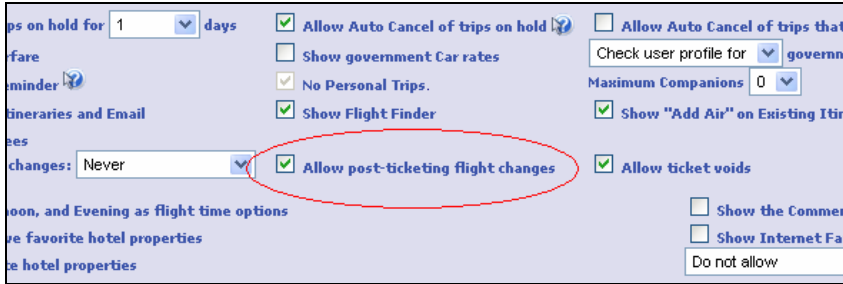 ps on hold for 1 days Allow Auto Cancel of trips on hold Allow Auto Cancel of trips that
rfare Show government Car rates Check user profile for governm
eminder No Personal Trips. Maximum Companions 0
tineraries and Email Show Flight Finder Show "Add Air" on Existing Itin
ees
changes: Never Allow post-ticketing flight changes Allow ticket voids
noon, and Evening as flight time options Show the Commen
ve favorite hotel properties Show Internet Fa
te hotel properties Do not allow